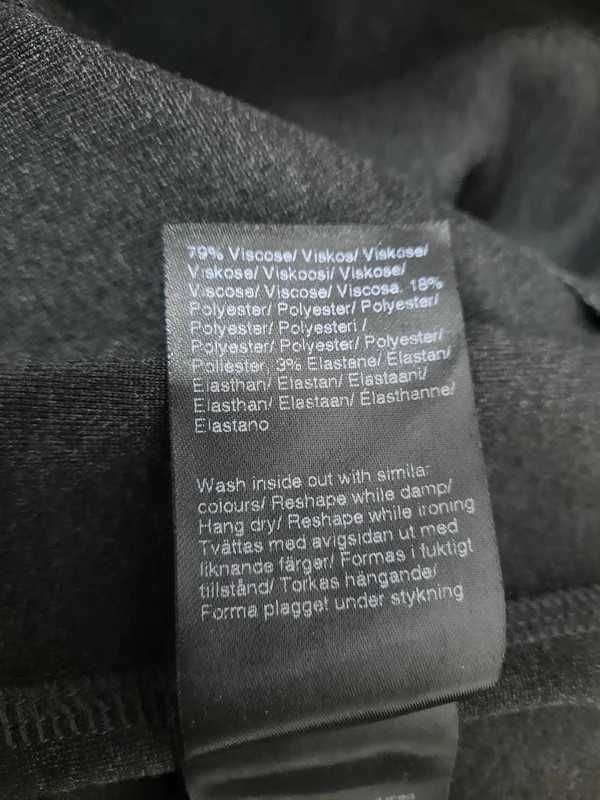 79% Viscose/ Viskos/ Viskose/
Viskose/ Viskoosi/ Viskose/
Viscose/ Viscose/ Viscosa, 18%
Polyester/ Polyester/ Polyester/
Polyester/ Polyesteri /
Polyester/ Polyester/ Polyester/
Poliester, 3% Elastane/ Elastan/
Elasthan/ Elastan/ Elastaani/
Elasthan/ Elastaan/ Élasthanne/
Elastano
Wash inside out with similar
colours/ Reshape while damp/
Hang dry/ Reshape while ironing
Tvättas med avigsidan ut med
liknande färger/ Formas i fuktigt
tillstånd/ Torkas hängande/
Forma plagget under strykning